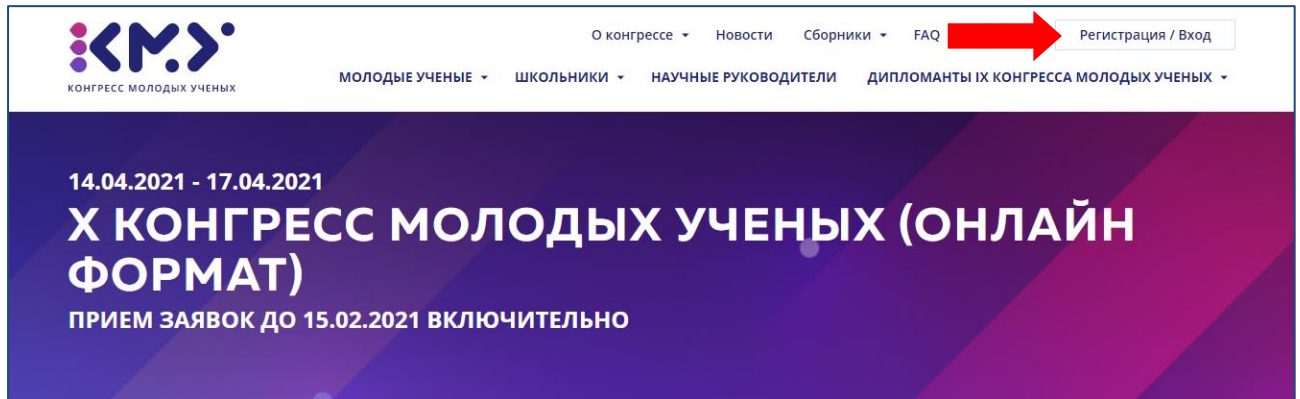 КМУ
КОНГРЕСС МОЛОДЫХ УЧЕНЫХ
О конгрессе Новости Сборники FAQ Регистрация / Вход
МОЛОДЫЕ УЧЕНЫЕ ШКОЛЬНИКИ НАУЧНЫЕ РУКОВОДИТЕЛИ ДИПЛОМАНТЫ IX КОНГРЕССА МОЛОДЫХ УЧЕНЫХ
14.04.2021 - 17.04.2021
X КОНГРЕСС МОЛОДЫХ УЧЕНЫХ (ОНЛАЙН
ФОРМАТ)
ПРИЕМ ЗАЯВОК ДО 15.02.2021 ВКЛЮЧИТЕЛЬНО